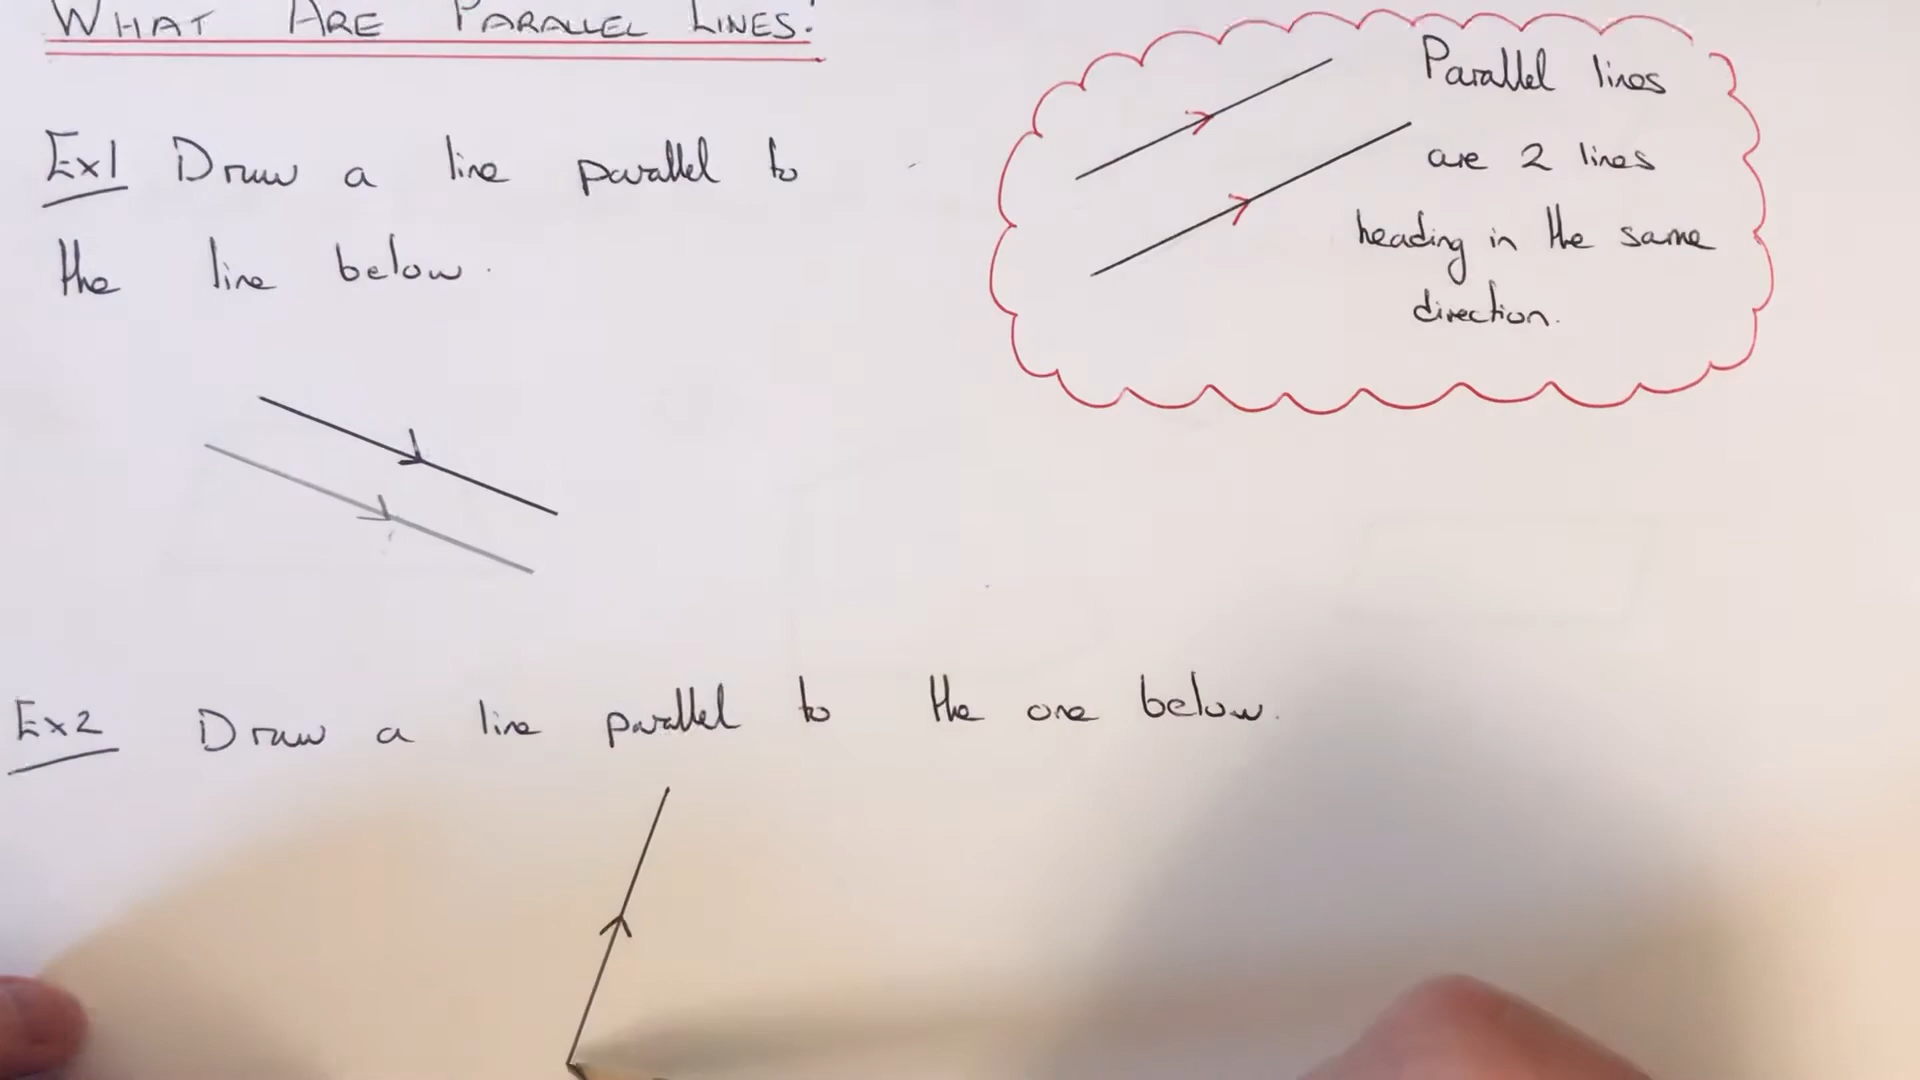 WHAT ARE PARALLEL LINES?
Ex1 Draw a line parallel to
the line below.
Parallel lines
are 2 lines
heading in the same
direction.
Ex2 Draw a line parallel to the one below.